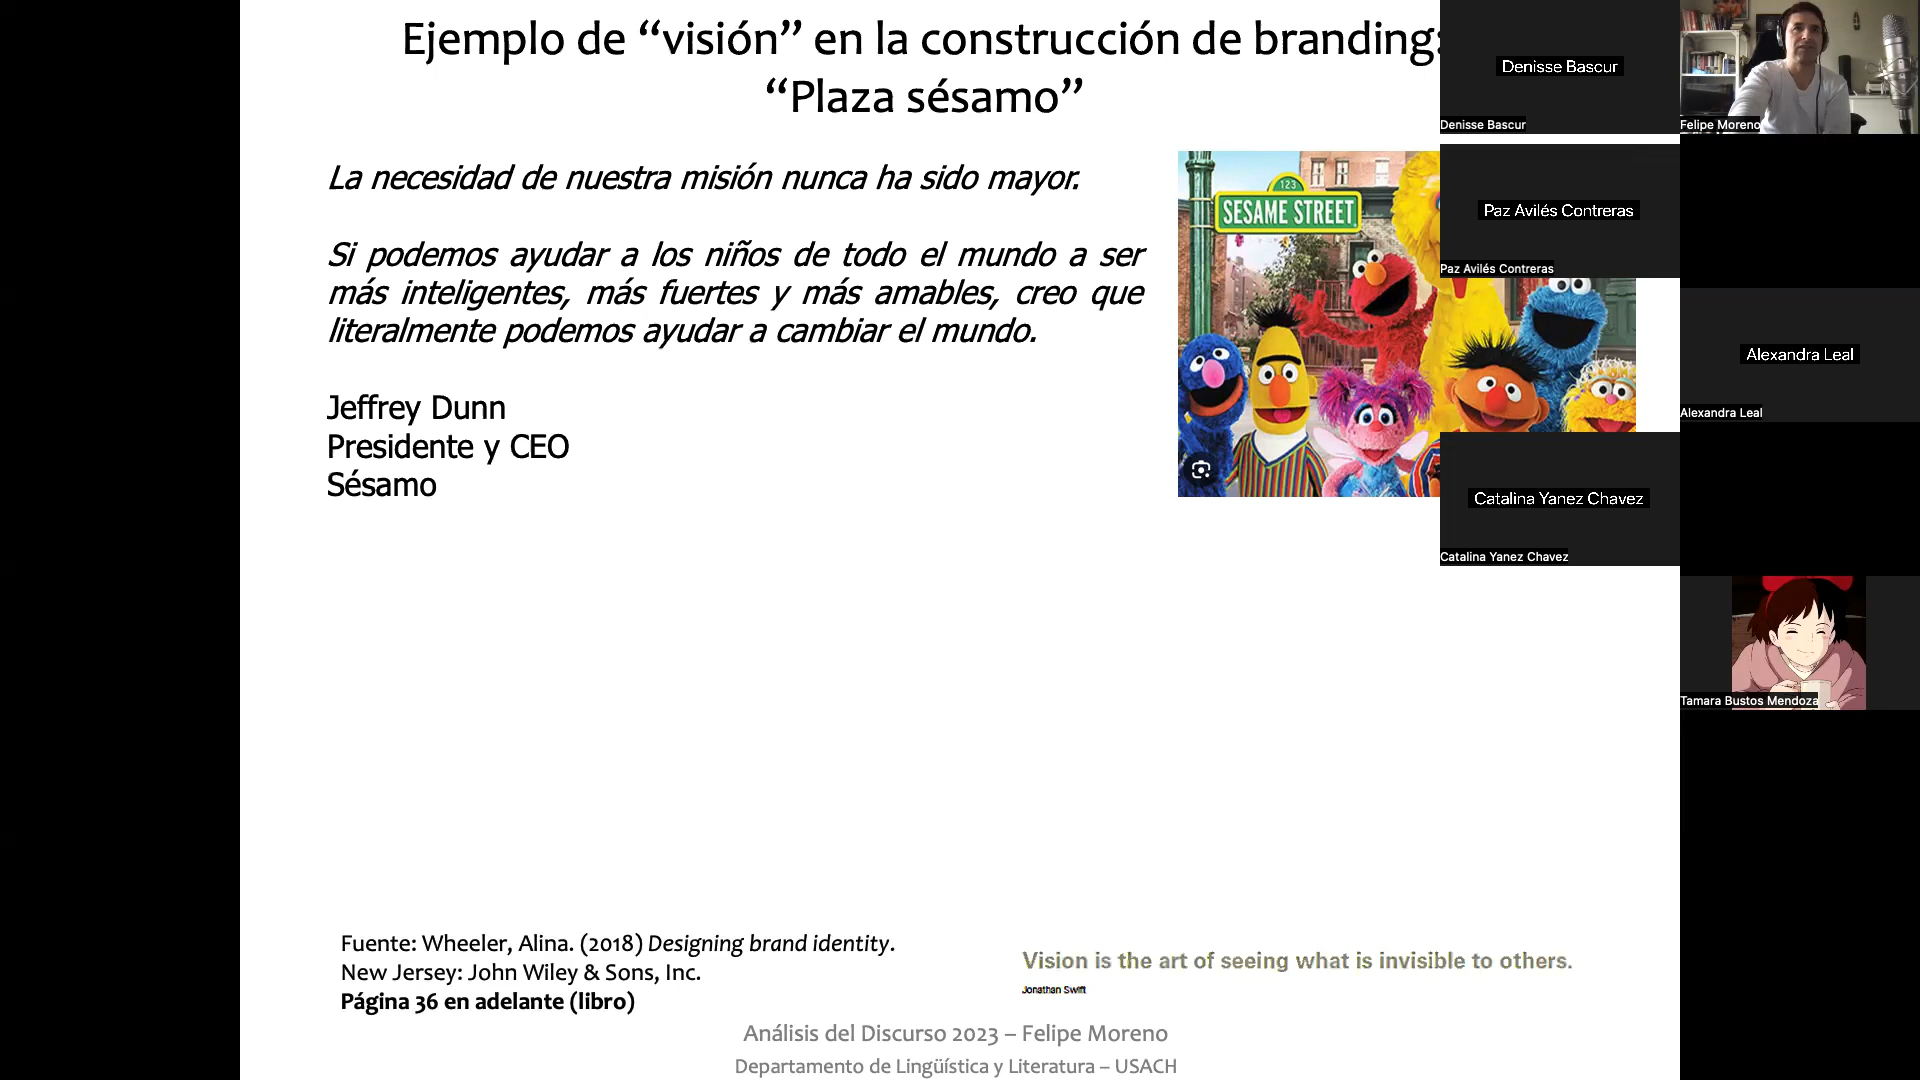 Ejemplo de “visión” en la construcción de branding:
“Plaza sésamo”
La necesidad de nuestra misión nunca ha sido mayor.
Si podemos ayudar a los niños de todo el mundo a ser
más inteligentes, más fuertes y más amables, creo que
literalmente podemos ayudar a cambiar el mundo.
Jeffrey Dunn
Presidente y CEO
Sésamo
123
SESAME STREET
Fuente: Wheeler, Alina. (2018) Designing brand identity.
New Jersey: John Wiley & Sons, Inc.
Página 36 en adelante (libro)
Vision is the art of seeing what is invisible to others.
Jonathan Swift
Análisis del Discurso 2023 – Felipe Moreno
Departamento de Lingüística y Literatura – USACH
Denisse Bascur
Denisse Bascur
Felipe Moreno
Paz Avilés Contreras
Paz Avilés Contreras
Alexandra Leal
Alexandra Leal
Catalina Yanez Chavez
Catalina Yanez Chavez
Tamara Bustos Mendoza